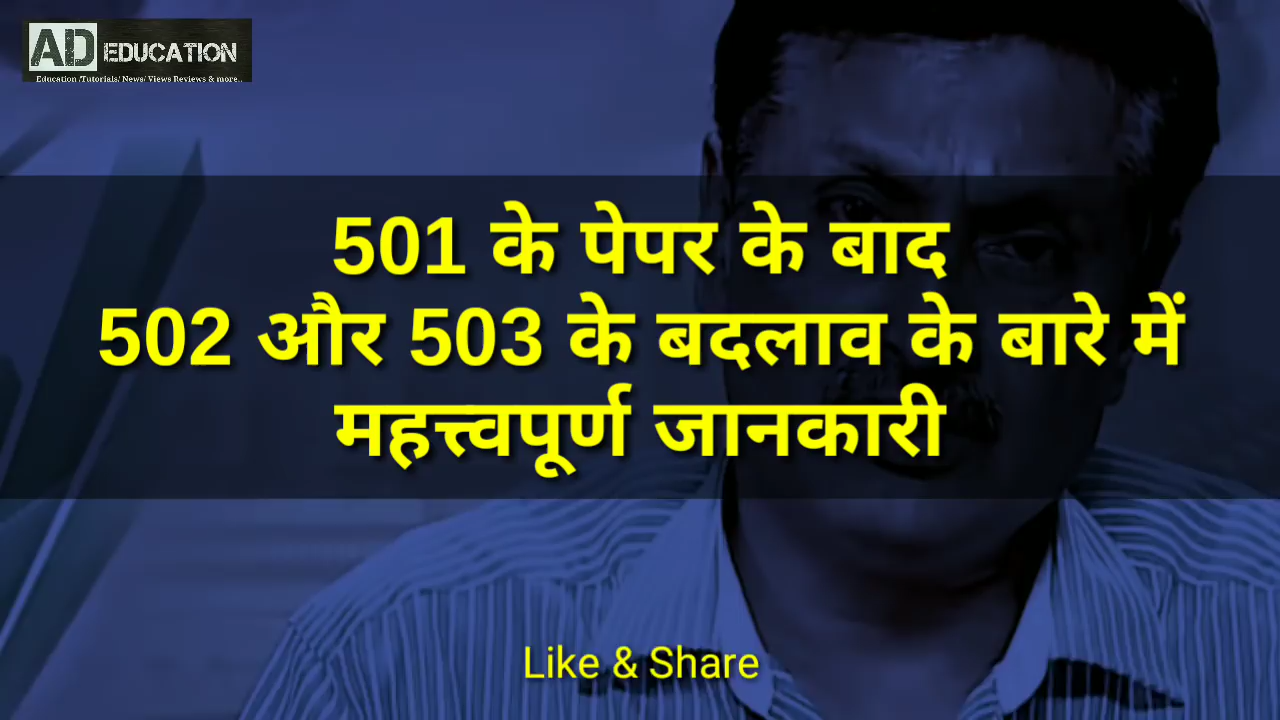 AD EDUCATION
Education /Tutorials/ News/ Views Reviews & more..
501 के पेपर के बाद
502 और 503 के बदलाव के बारे में
महत्त्वपूर्ण जानकारी
Like & Share